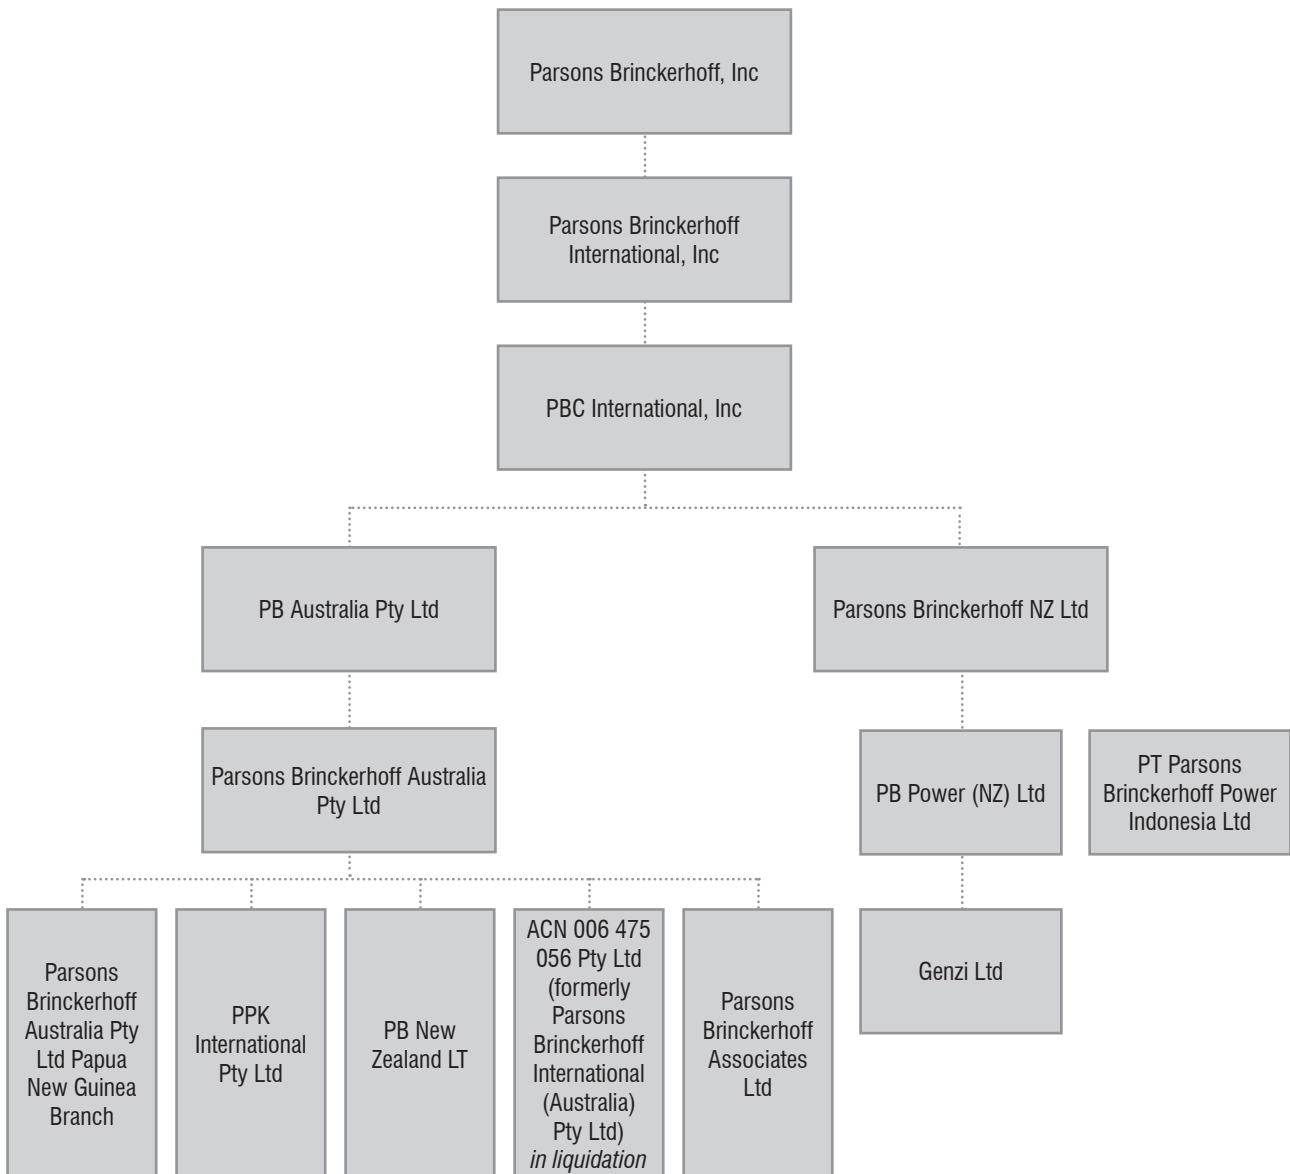 Parsons Brinckerhoff, Inc
Parsons Brinckerhoff
International, Inc
PBC International, Inc
PB Australia Pty Ltd
Parsons Brinckerhoff NZ Ltd
Parsons Brinckerhoff Australia
Pty Ltd
PB Power (NZ) Ltd
PT Parsons
Brinckerhoff Power
Indonesia Ltd
Parsons
Brinckerhoff
Australia Pty
Ltd Papua
New Guinea
Branch
PPK
International
Pty Ltd
PB New
Zealand LT
ACN 006 475
056 Pty Ltd
(formerly
Parsons
Brinckerhoff
International
(Australia)
Pty Ltd)
in liquidation
Parsons
Brinckerhoff
Associates
Ltd
Genzi Ltd